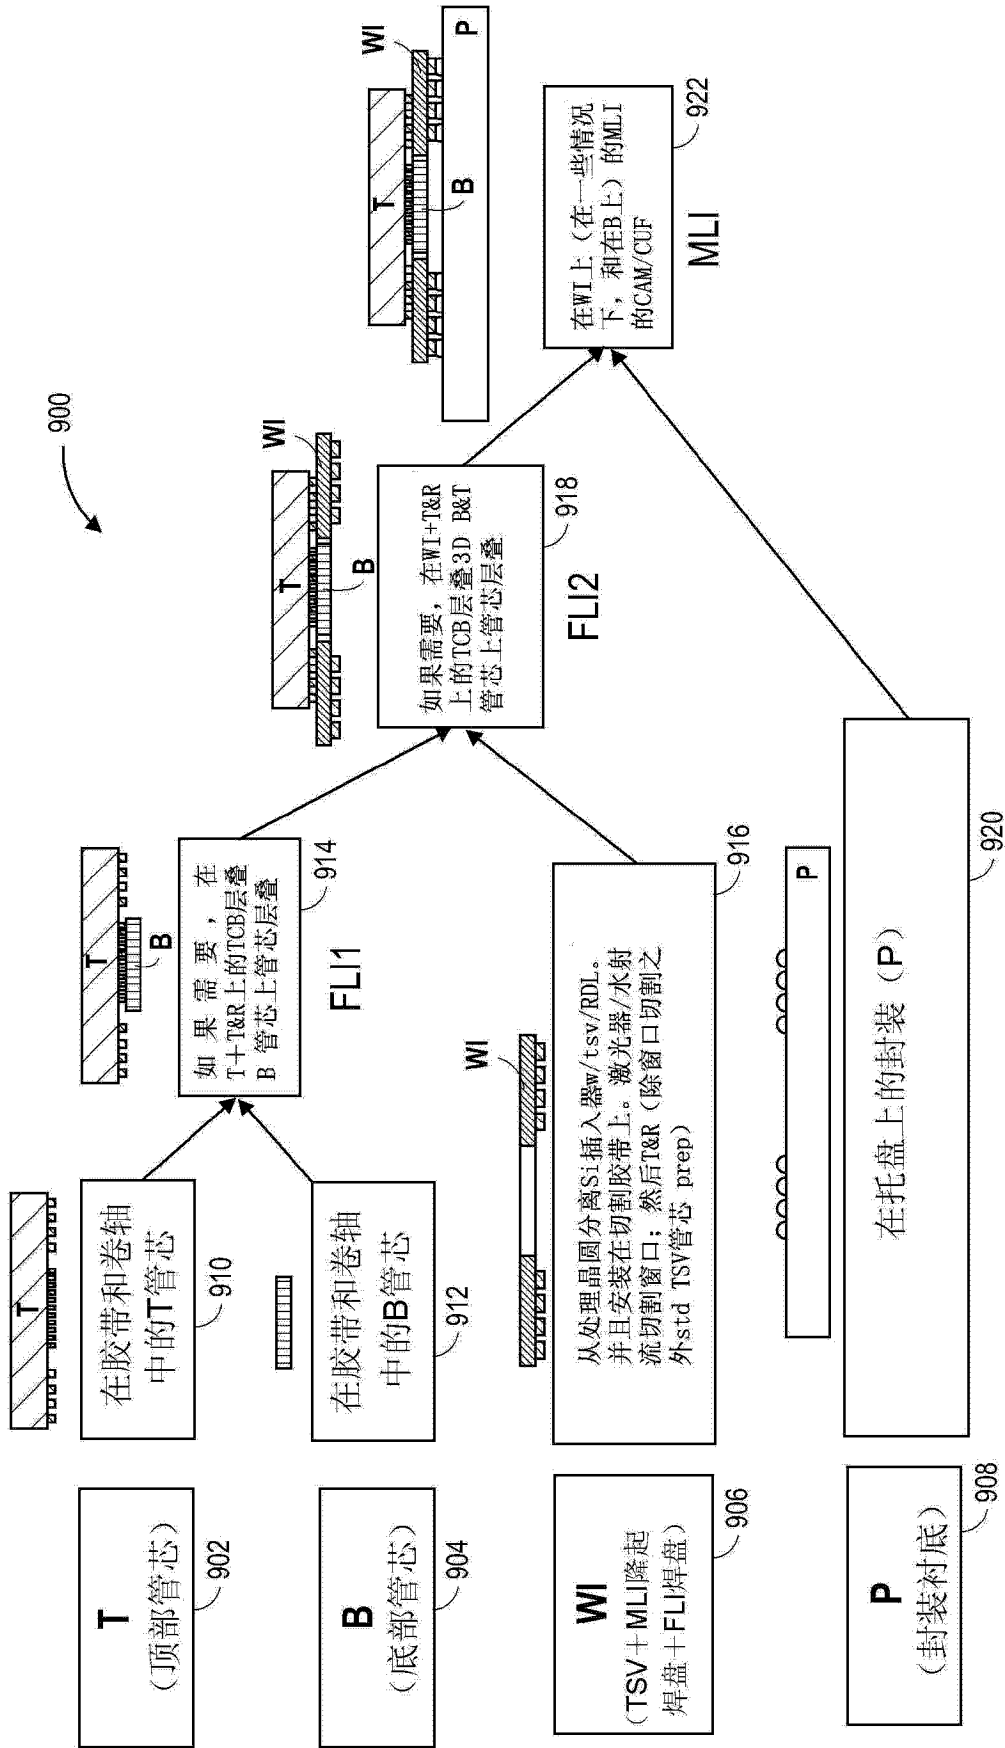 900
T
(顶部管芯)
902
T
在胶带和卷轴
中的T管芯
910
B
(底部管芯)
904
在胶带和卷轴
中的B管芯
912
T
B
如果需要,在
T+T&R上的TCB层叠
B 管芯上管芯层叠
914
FLI1
WI
(TSV+MLI隆起
焊盘+FLI焊盘)
906
WI
从处理晶圆分离Si插入器w/tsv/RDL。
并且安装在切割胶带上。激光器/水射
流切割窗口;然后T&R(除窗口切割之
外std TSV管芯 prep)
916
T
WI
B
如果需要,在WI+T&R
上的TCB层叠3D B&T
管芯上管芯层叠
918
FLI2
P
(封装衬底)
908
P
在托盘上的封装(P)
920
T
WI
B
P
在WI上(在一些情况
下,和在B上)的MLI
的CAM/CUF
922
MLI